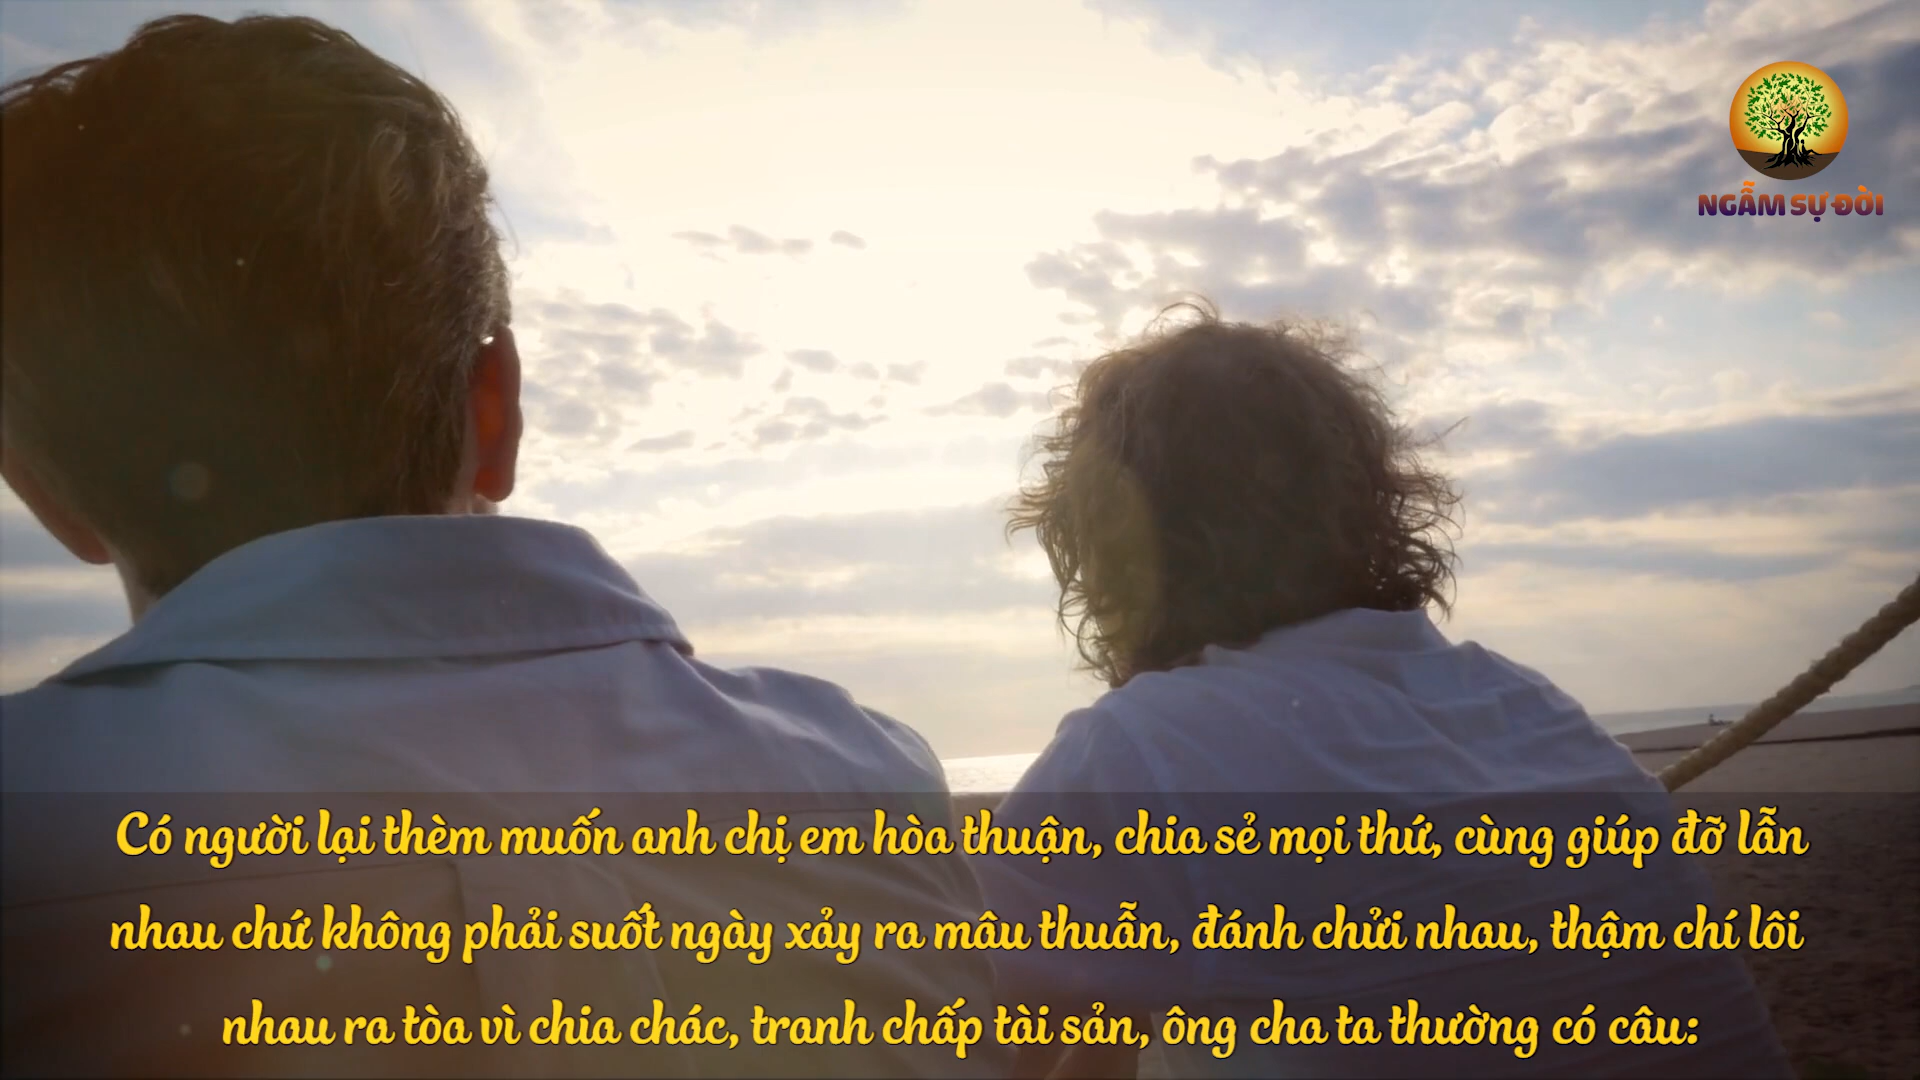 NGẪM SỰ ĐỜI
Có người lại thèm muốn anh chị em hòa thuận, chia sẻ mọi thứ, cùng giúp đỡ lẫn
nhau chứ không phải suốt ngày xảy ra mâu thuẫn, đánh chửi nhau, thậm chí lôi
nhau ra tòa vì chia chác, tranh chấp tài sản, ông cha ta thường có câu: